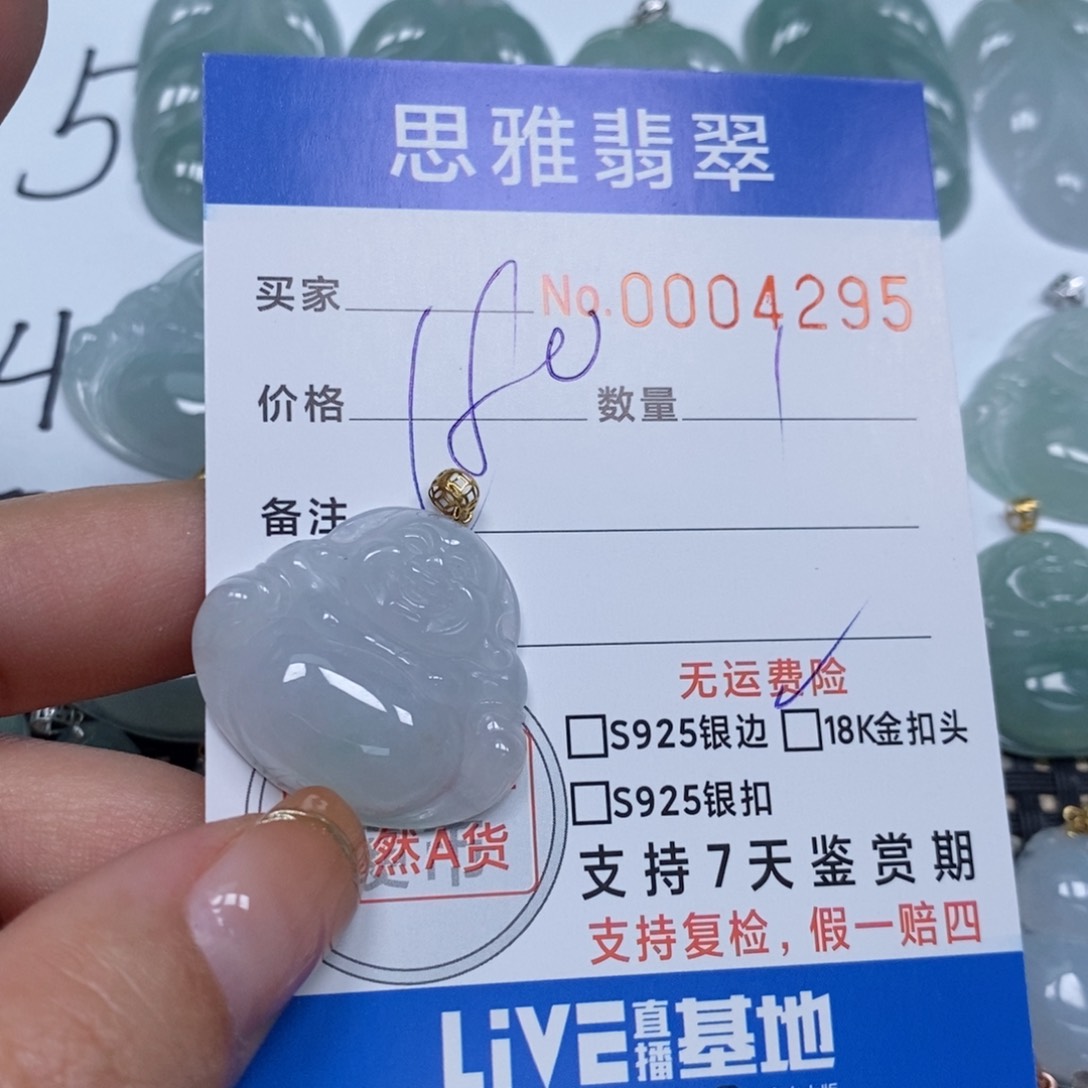 5
4
思雅翡翠
买家 No.0004295
价格 180 数量 1
备注
无运费险
S925银边 18K金扣头
S925银扣
然A货
支持7天鉴赏期
支持复检，假一赔四
LiVE直播基地